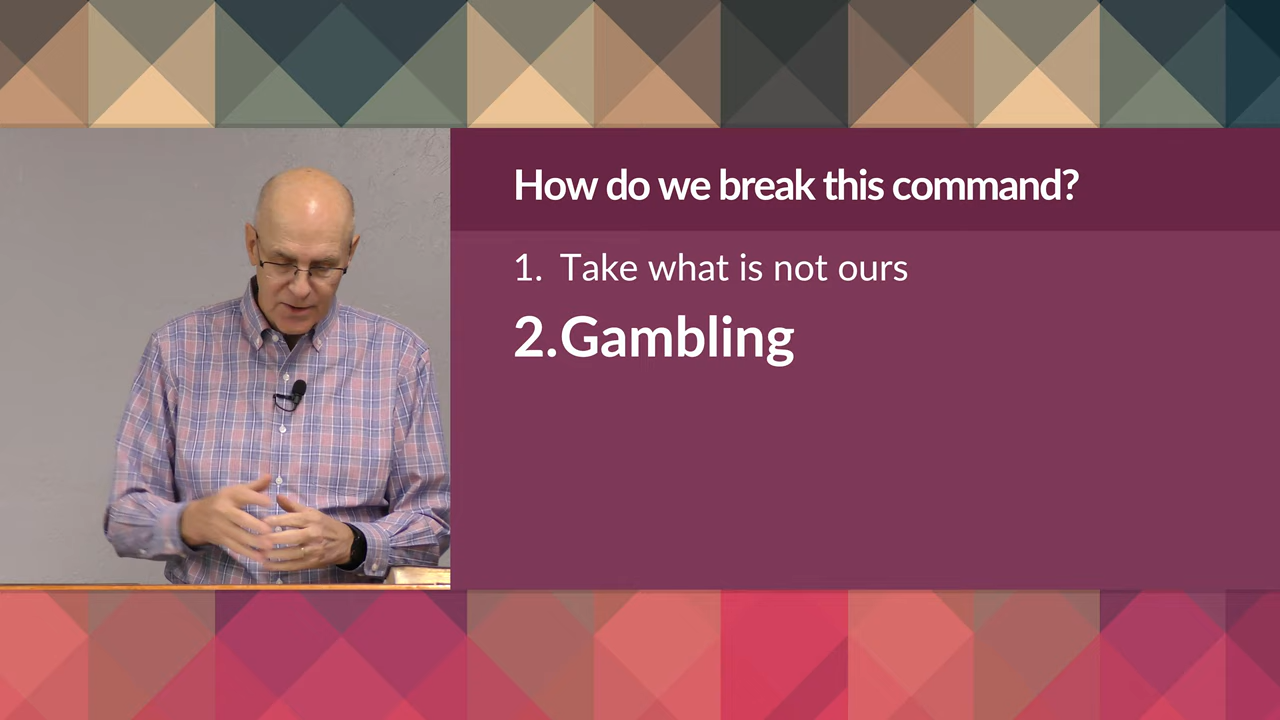 How do we break this command?
1. Take what is not ours
2.Gambling